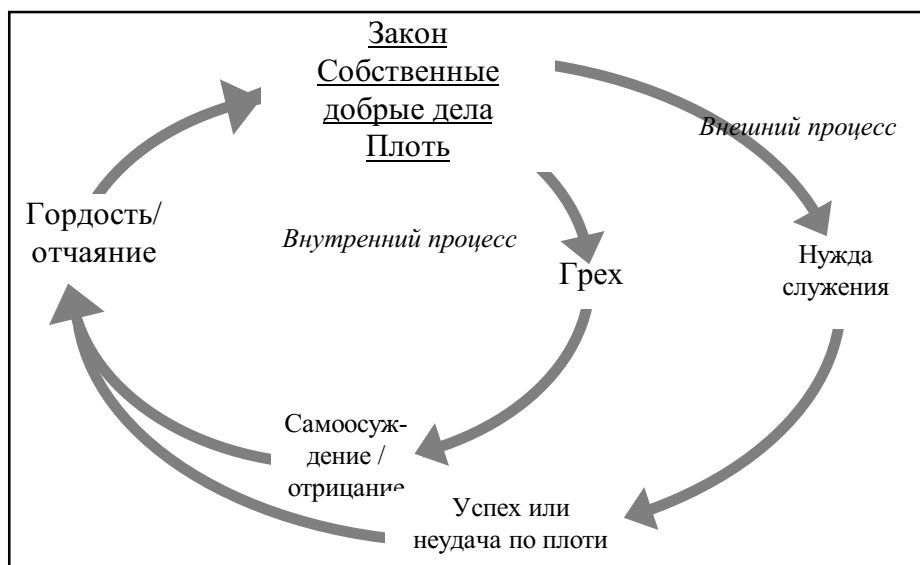 Закон
Собственные
добрые дела
Плоть
Внешний процесс
Гордость/
отчаяние
Внутренний процесс
Грех
Нужда
служения
Самоосуж-
дение /
отрицание
Успех или
неудача по плоти